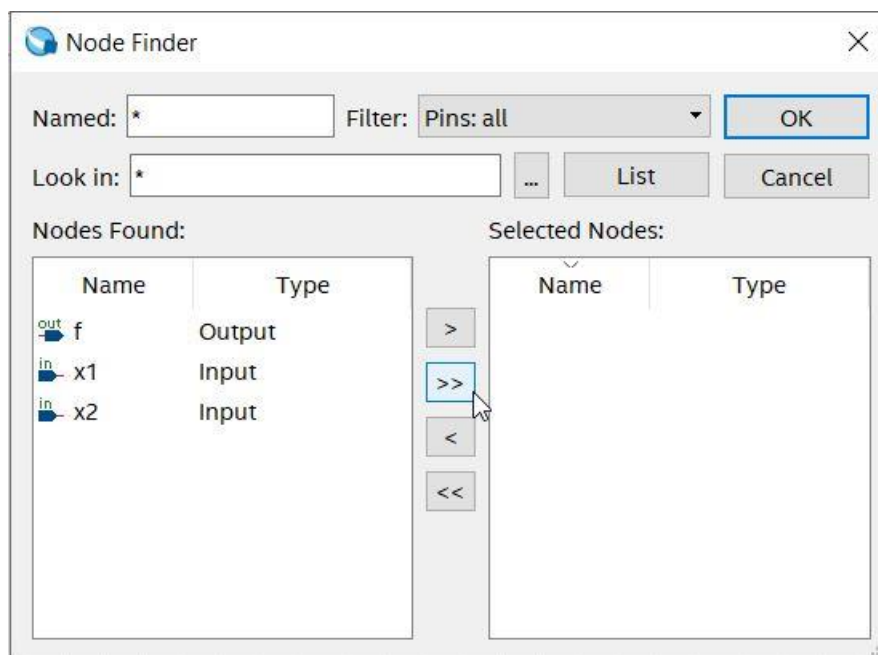 Node Finder
Named: * Filter: Pins: all OK
Look in: * ... List Cancel
Nodes Found: Selected Nodes:
Name Type Name Type
out f Output
in x1 Input
in x2 Input
>
>>
<
<<